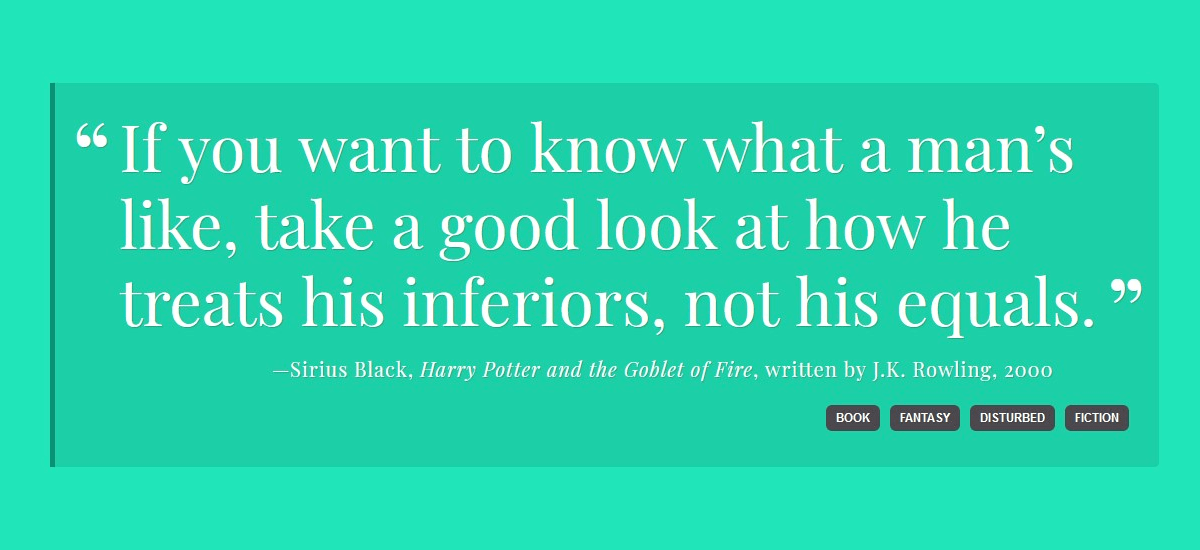 “ If you want to know what a man’s
like, take a good look at how he
treats his inferiors, not his equals. ”
—Sirius Black, Harry Potter and the Goblet of Fire, written by J.K. Rowling, 2000
BOOK FANTASY DISTURBED FICTION